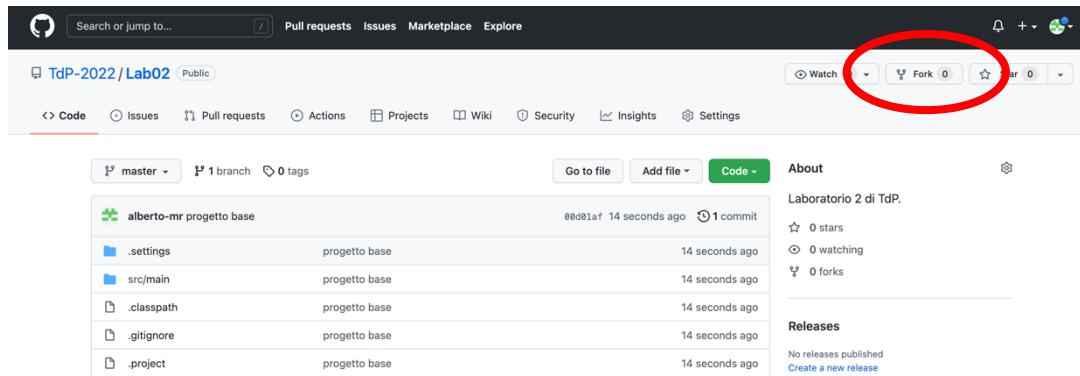 Search or jump to... / Pull requests Issues Marketplace Explore
TdP-2022 / Lab02 Public Watch Fork 0 ar 0
<> Code Issues Pull requests Actions Projects Wiki Security Insights Settings
master 1 branch 0 tags Go to file Add file Code
About
Laboratorio 2 di TdP.
alberto-mr progetto base 00d01af 14 seconds ago 1 commit
0 stars
.settings progetto base 14 seconds ago
0 watching
0 forks
src/main progetto base 14 seconds ago
.classpath progetto base 14 seconds ago
.gitignore progetto base 14 seconds ago
Releases
No releases published
.project progetto base 14 seconds ago
Create a new release